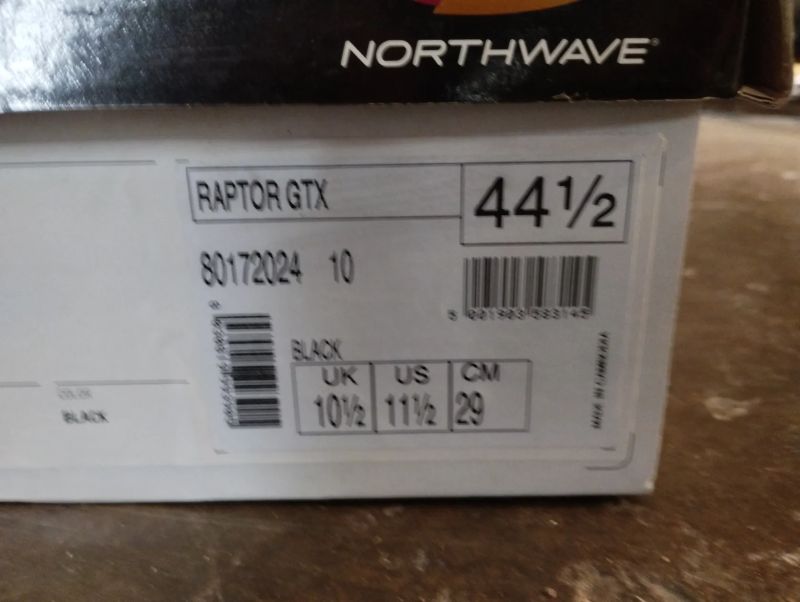 NORTHWAVE
RAPTOR GTX
44½
80172024 10
BLACK
UK US CM
10½ 11½ 29
BLACK